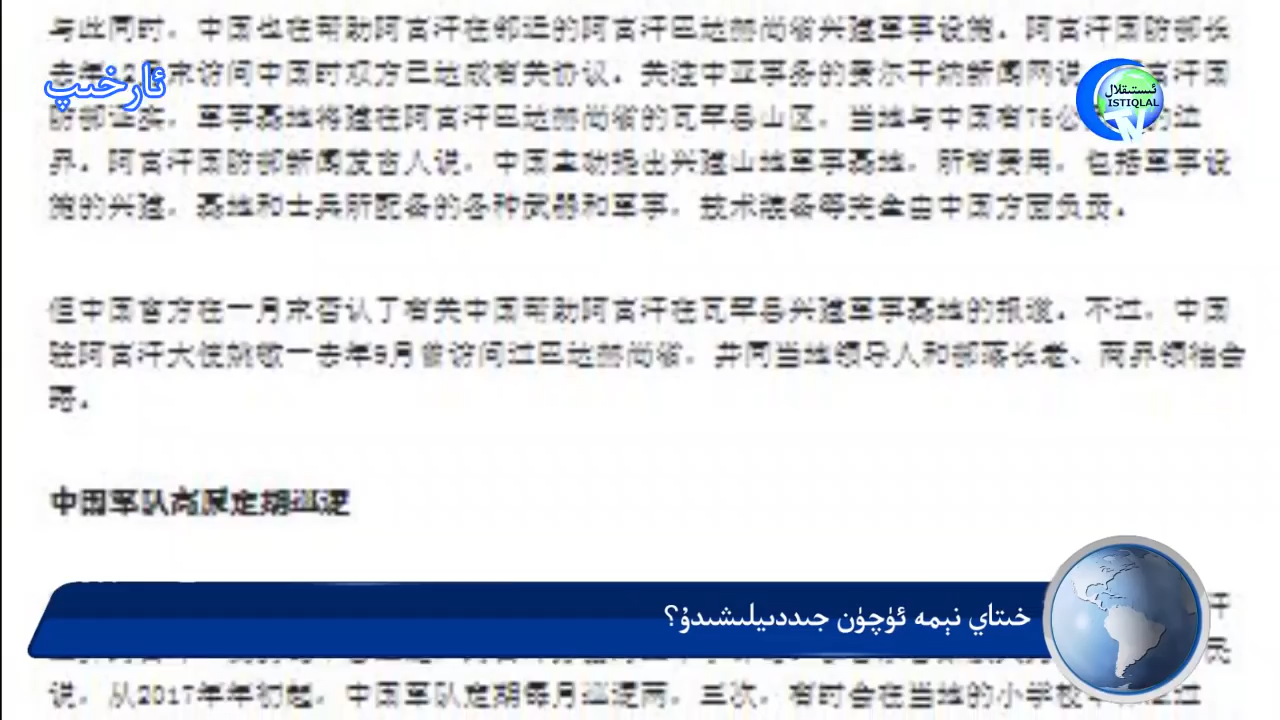 与此同时，中国也在帮助阿富汗在邻近的阿富汗巴达赫尚省兴建军事设施。阿富汗国防部长
去年12 末访问中国时双方已达成有关协议。关注中亚事务的 尔干纳新闻网说 富汗国
防部证实，军事基地将建在阿富汗巴达赫尚省的瓦罕县山区，当地与中国有76公 的边
界。阿富汗国防部新闻发言人说，中国主动提出兴建山地军事基地，所有费用，包括军事设
施的兴建，基地和士兵所配备的各种武器和军事，技术装备等完全由中国方面负责。
但中国官方在一月末否认了有关中国帮助阿富汗在瓦罕县兴建军事基地的报道。不过，中国
驻阿富汗大使姚敬一去年9月曾访问过巴达赫尚省，并同当地领导人和部落长老、商界领袖会
晤。
中国军队高原定期巡逻
说，从2017年年初起，中国军队定期每月巡逻两，三次，有时会在当地的小学校
ئارخىپ
ئىستىقلال
ISTIQLAL
TV
خىتاي نېمە ئۈچۈن جىددىيلىشىدۇ؟